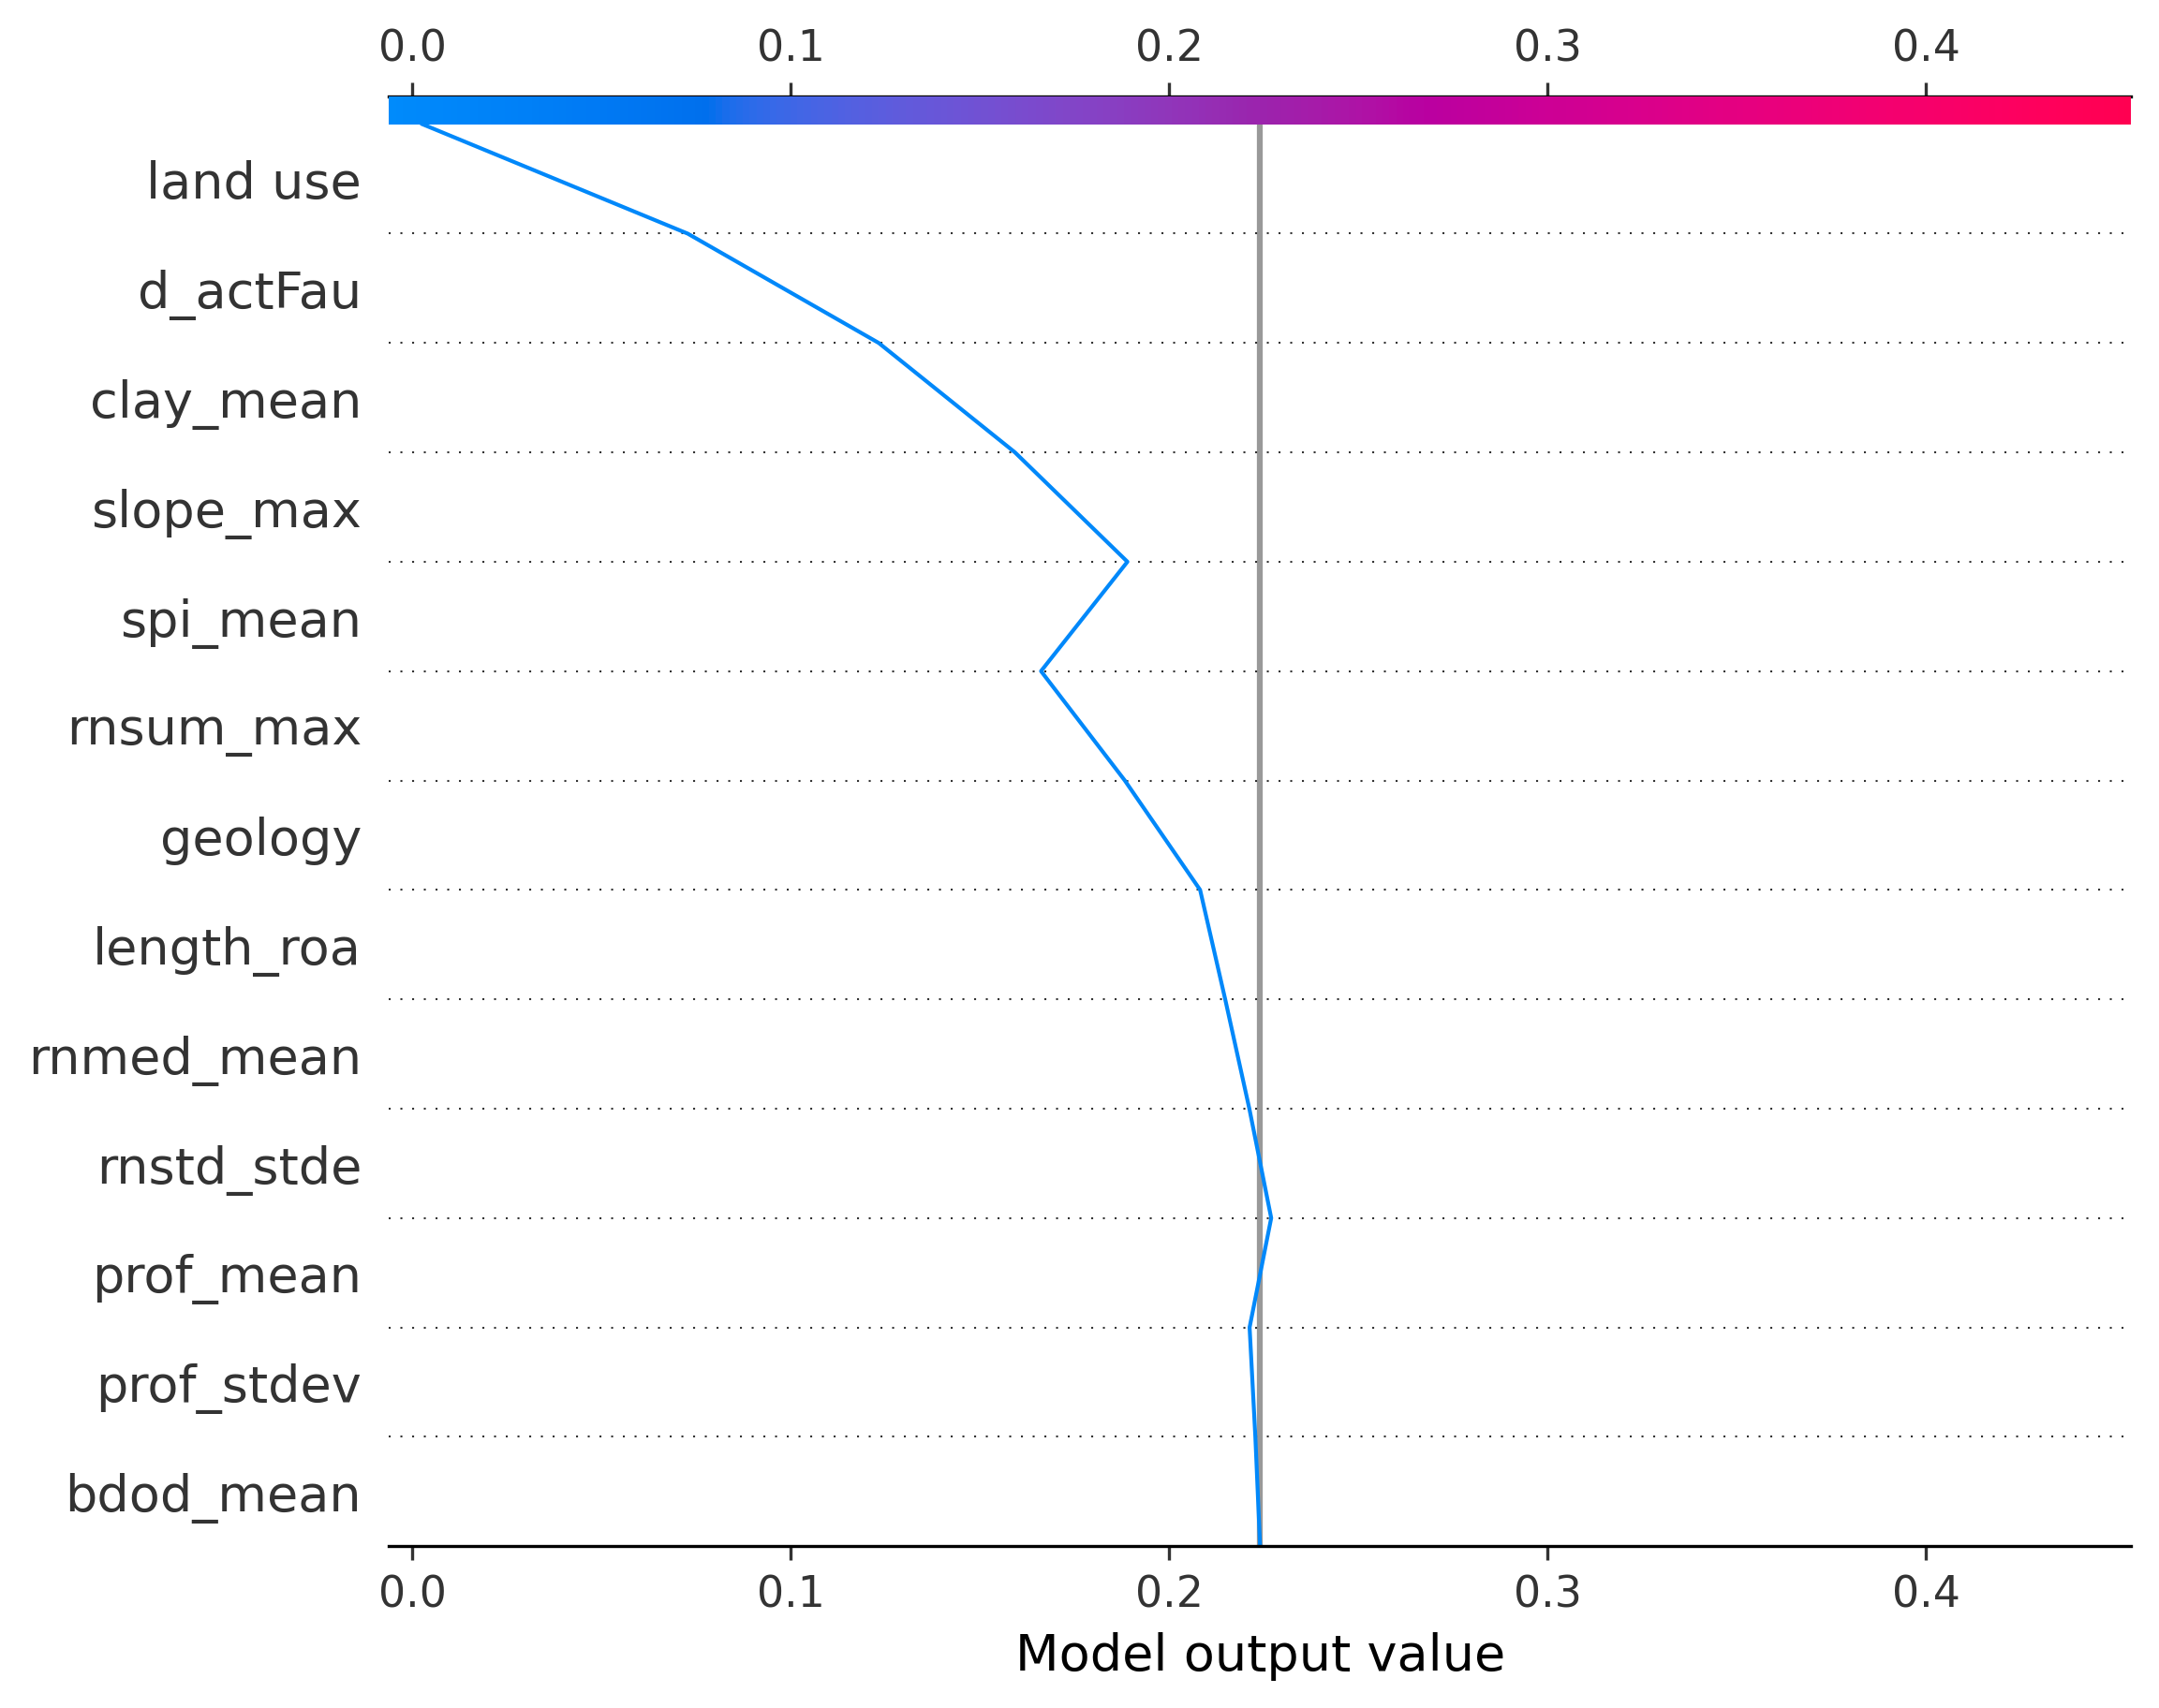 0.0 0.1 0.2 0.3 0.4
land use
d_actFau
clay_mean
slope_max
spi_mean
rnsum_max
geology
length_roa
rnmed_mean
rnstd_stde
prof_mean
prof_stdev
bdod_mean
0.0 0.1 0.2 0.3 0.4
Model output value